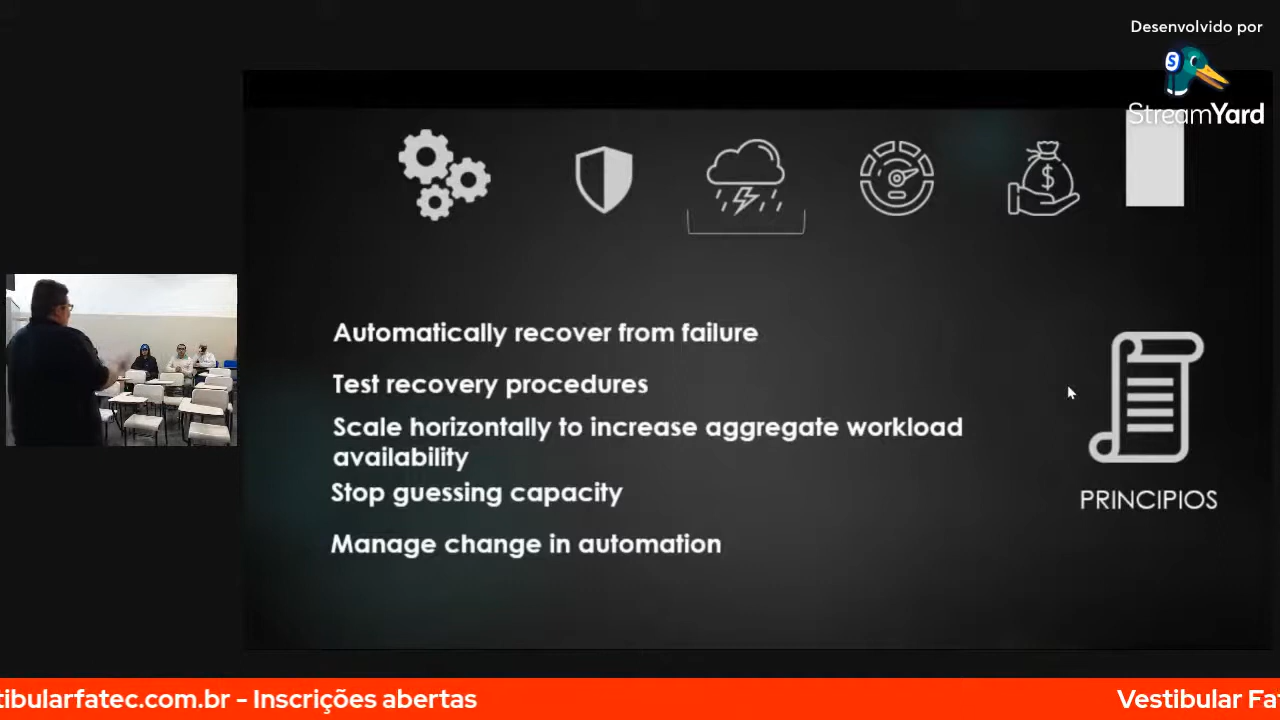 Desenvolvido por
StreamYard
Automatically recover from failure
Test recovery procedures
Scale horizontally to increase aggregate workload
availability
Stop guessing capacity
Manage change in automation
PRINCIPIOS
tibularfatec.com.br - Inscrições abertas
Vestibular Fat